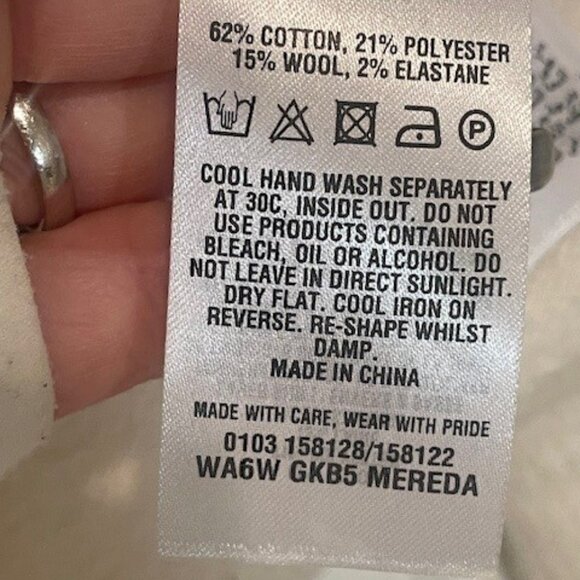 62% COTTON, 21% POLYESTER
15% WOOL, 2% ELASTANE
P
COOL HAND WASH SEPARATELY
AT 30C, INSIDE OUT. DO NOT
USE PRODUCTS CONTAINING
BLEACH, OIL OR ALCOHOL. DO
NOT LEAVE IN DIRECT SUNLIGHT.
DRY FLAT. COOL IRON ON
REVERSE. RE-SHAPE WHILST
DAMP.
MADE IN CHINA
MADE WITH CARE, WEAR WITH PRIDE
0103 158128/158122
WA6W GKB5 MEREDA